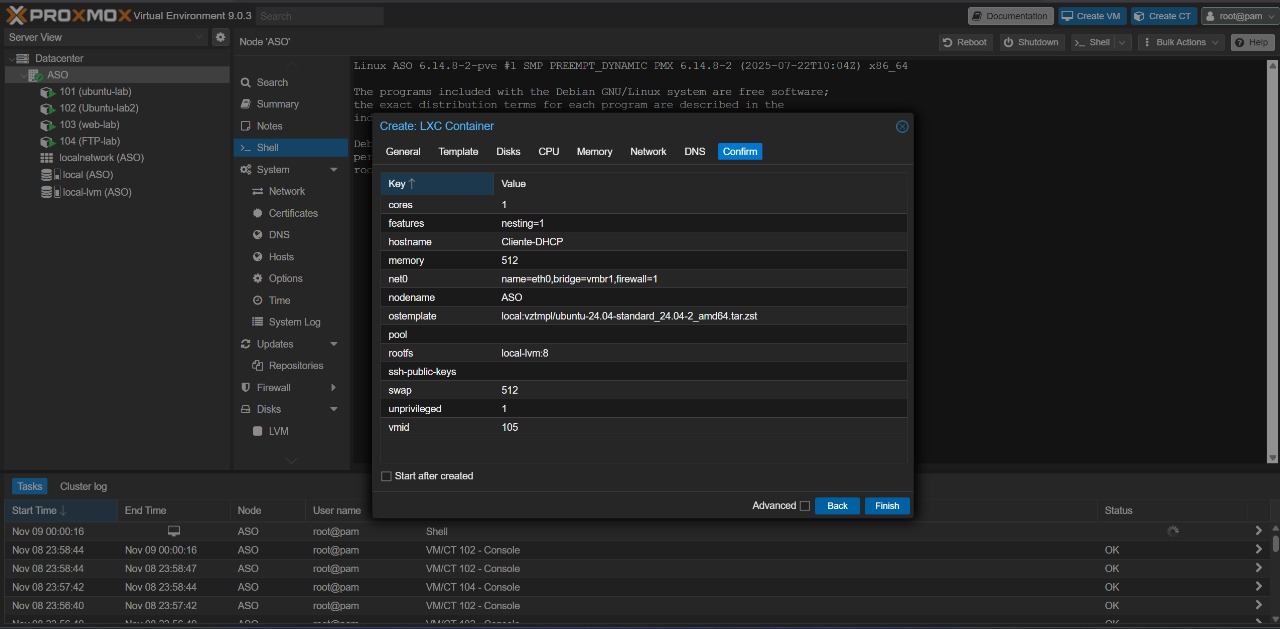 PROXMOX Virtual Environment 9.0.3 Search Documentation Create VM Create CT root@pam
Server View
Node 'ASO' Reboot Shutdown Shell Bulk Actions Help
Datacenter
ASO
101 (ubuntu-lab)
102 (Ubuntu-lab2)
103 (web-lab)
104 (FTP-lab)
localnetwork (ASO)
local (ASO)
local-lvm (ASO)
Search
Summary
Notes
Shell
System
Network
Certificates
DNS
Hosts
Options
Time
System Log
Updates
Repositories
Firewall
Disks
LVM
Linux ASO 6.14.8-2-pve #1 SMP PREEMPT_DYNAMIC PMX 6.14.8-2 (2025-07-22T10:04Z) x86_64
The programs included with the Debian GNU/Linux system are free software;
the exact distribution terms for each program are described in the
ind
Deb
per
roo
Create: LXC Container
General Template Disks CPU Memory Network DNS Confirm
Key ↑ Value
cores 1
features nesting=1
hostname Cliente-DHCP
memory 512
net0 name=eth0,bridge=vmbr1,firewall=1
nodename ASO
ostemplate local:vztmpl/ubuntu-24.04-standard_24.04-2_amd64.tar.zst
pool
rootfs local-lvm:8
ssh-public-keys
swap 512
unprivileged 1
vmid 105
Start after created
Advanced Back Finish
Tasks Cluster log
Start Time ↓ End Time Node User name Status
Nov 09 00:00:16 ASO root@pam Shell
Nov 08 23:58:44 Nov 09 00:00:16 ASO root@pam VM/CT 102 - Console OK
Nov 08 23:58:44 Nov 08 23:58:47 ASO root@pam VM/CT 102 - Console OK
Nov 08 23:57:42 Nov 08 23:58:44 ASO root@pam VM/CT 104 - Console OK
Nov 08 23:56:40 Nov 08 23:57:42 ASO root@pam VM/CT 102 - Console OK